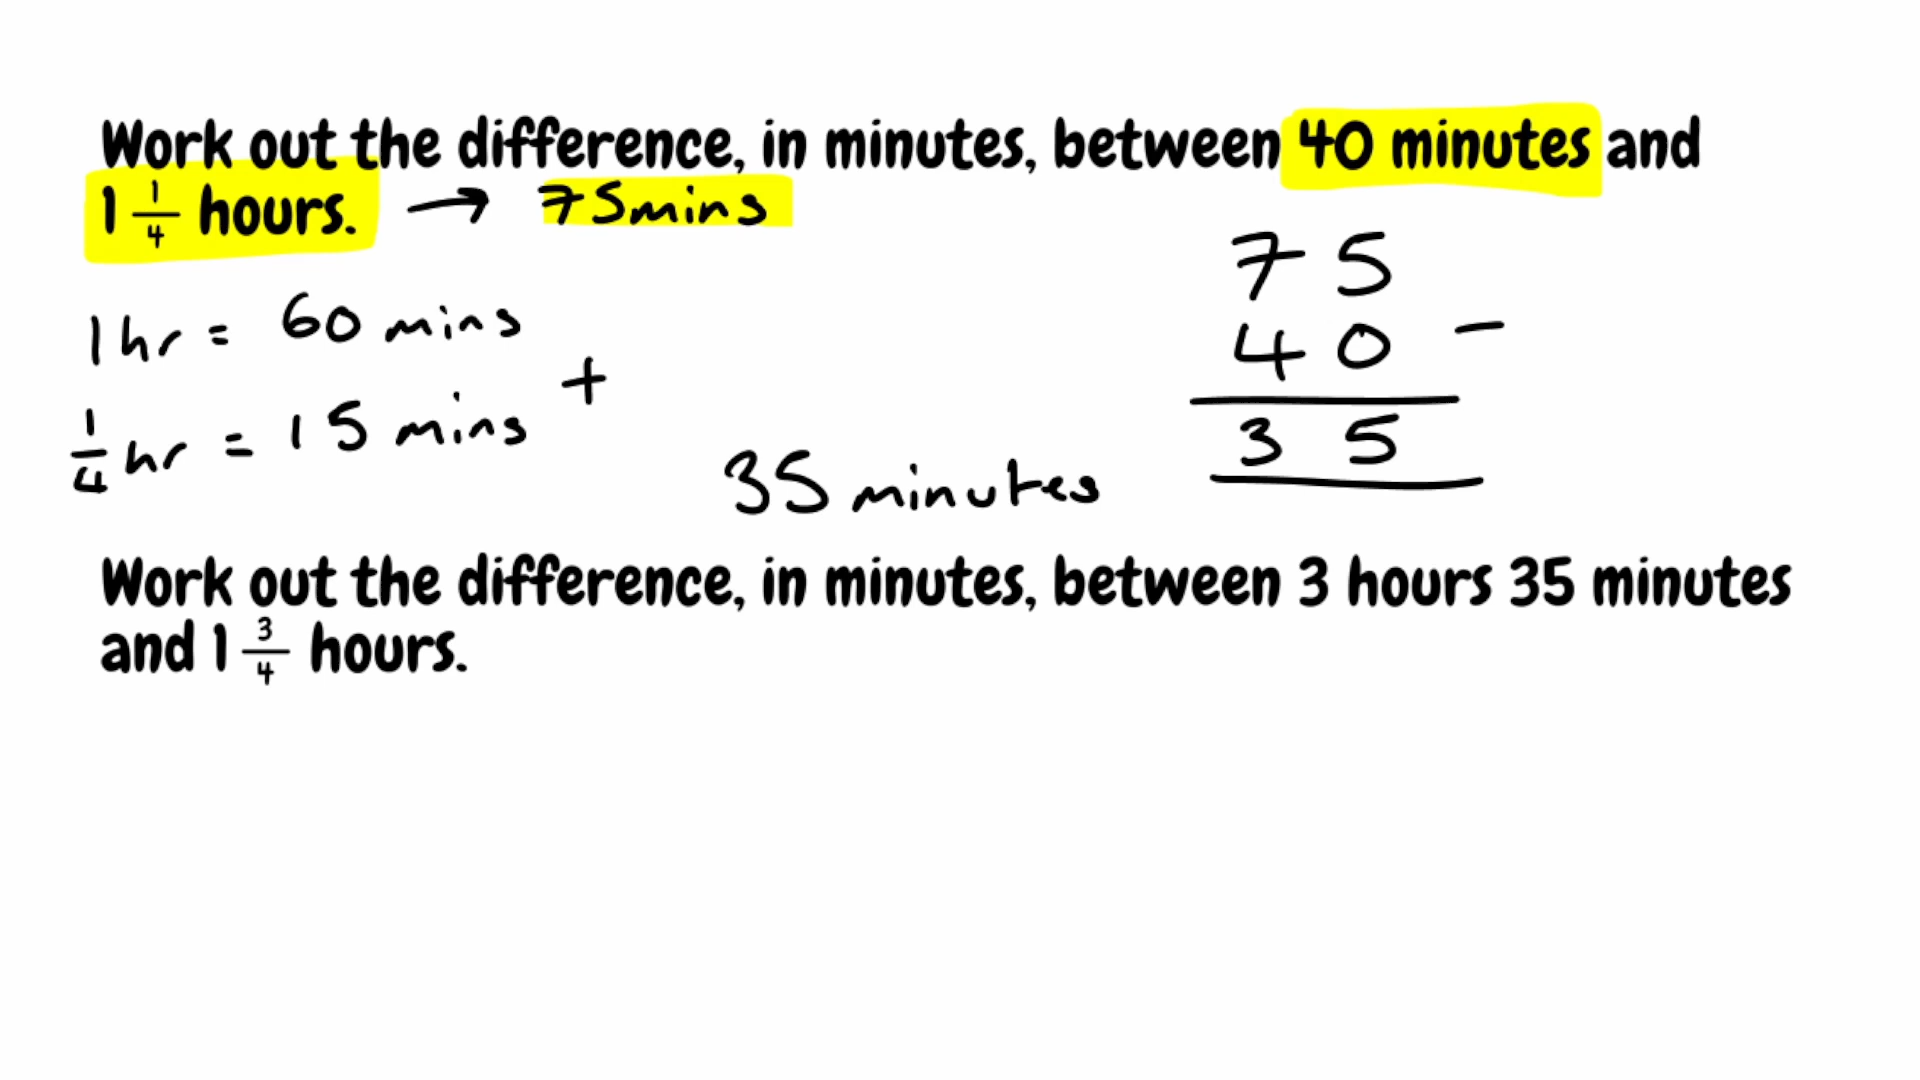 Work out the difference, in minutes, between 40 minutes and
1 1/4 hours. → 75mins
1hr = 60 mins
1/4 hr = 15 mins +
75
40 -
35
35 minutes
Work out the difference, in minutes, between 3 hours 35 minutes
and 1 3/4 hours.